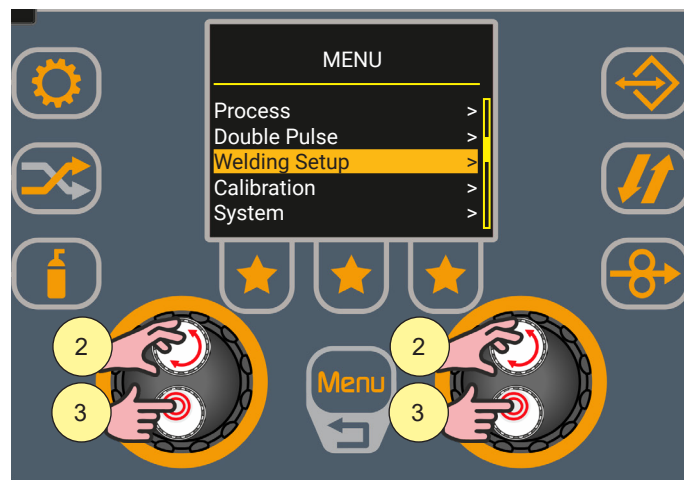 MENU
Process >
Double Pulse >
Welding Setup >
Calibration >
System >
2
2
Menu
3
3